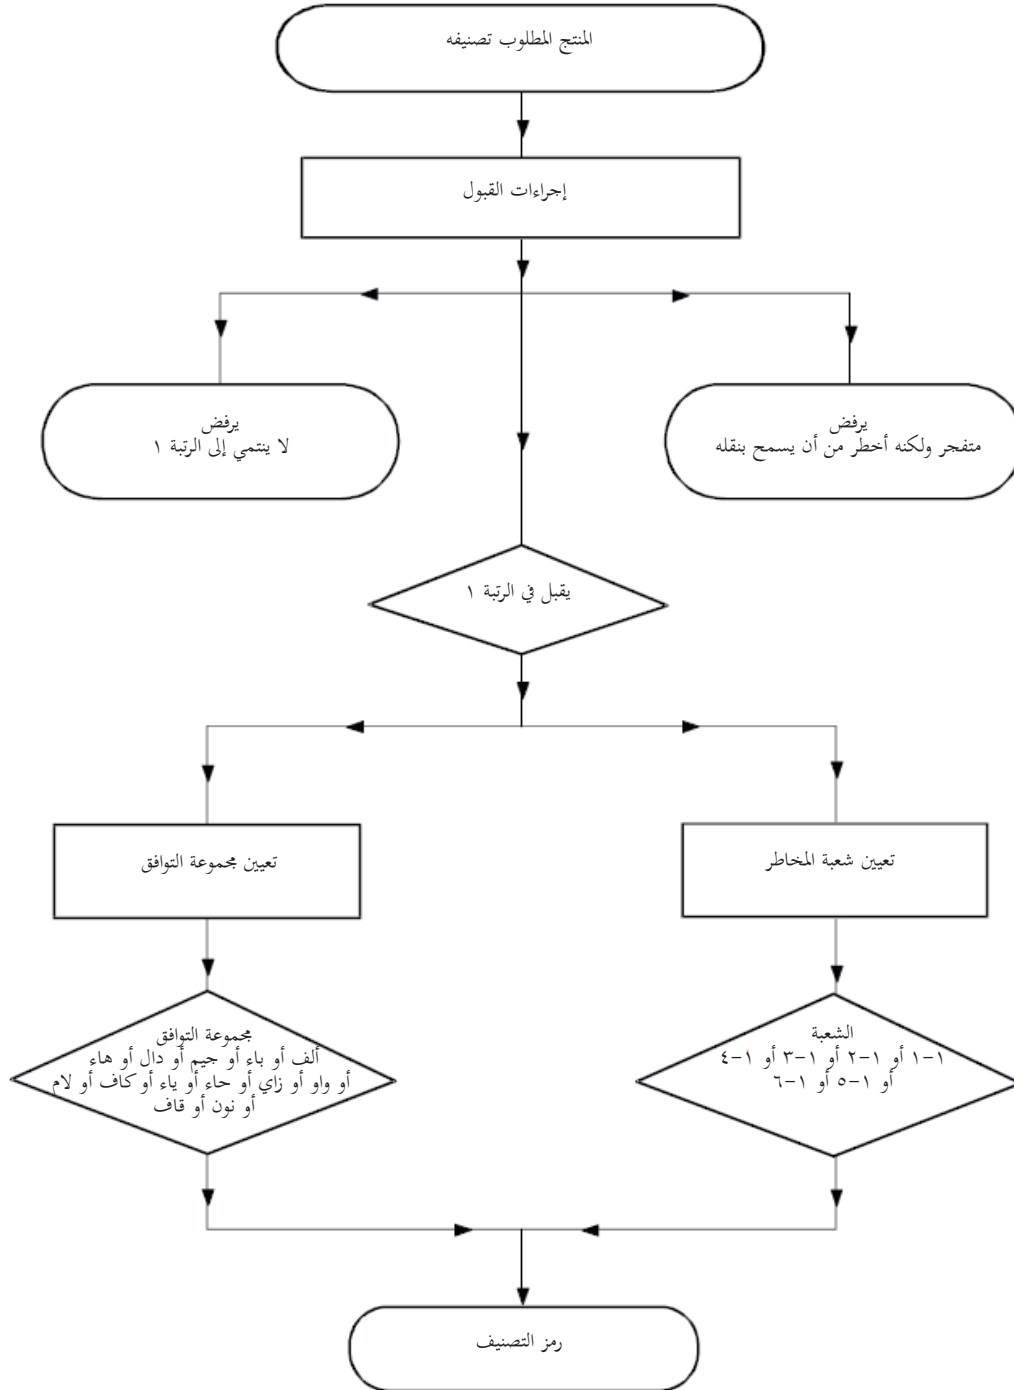 المنتج المطلوب تصنيفه
إجراءات القبول
يرفض
متفجر ولكنه أخطر من أن يسمح بنقله
يرفض
لا ينتمي إلى الرتبة ١
يقبل في الرتبة ١
تعيين شعبة المخاطر
تعيين مجموعة التوافق
الشعبة
١-١ أو ١-٢ أو ١-٣ أو ١-٤
أو ١-٥ أو ١-٦
مجموعة التوافق
ألف أو باء أو جيم أو دال أو هاء
أو واو أو زاي أو حاء أو ياء أو كاف أو لام
أو نون أو قاف
رمز التصنيف